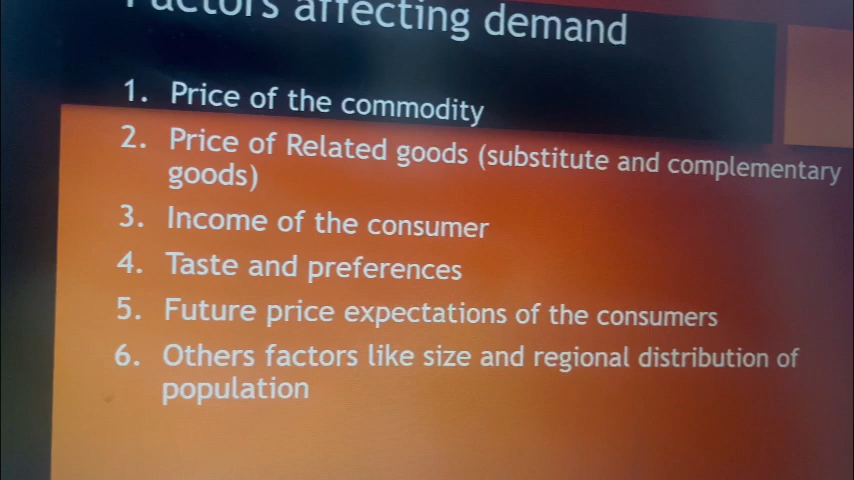 Factors affecting demand
1. Price of the commodity
2. Price of Related goods (substitute and complementary
goods)
3. Income of the consumer
4. Taste and preferences
5. Future price expectations of the consumers
6. Others factors like size and regional distribution of
population